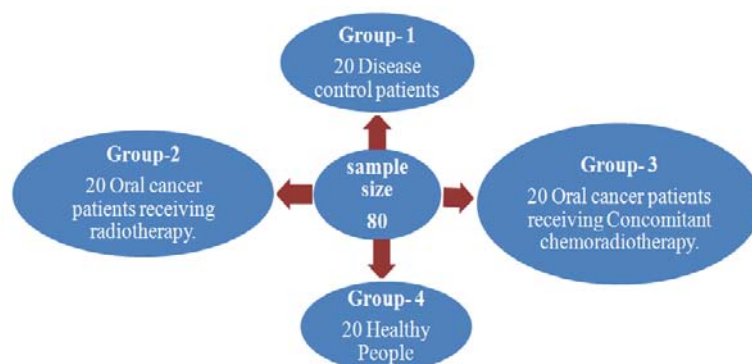 Group- 1
20 Disease
control patients
Group-2
20 Oral cancer
patients receiving
radiotherapy.
sample
size
80
Group- 3
20 Oral cancer patients
receiving Concomitant
chemoradiotherapy.
Group- 4
20 Healthy
People